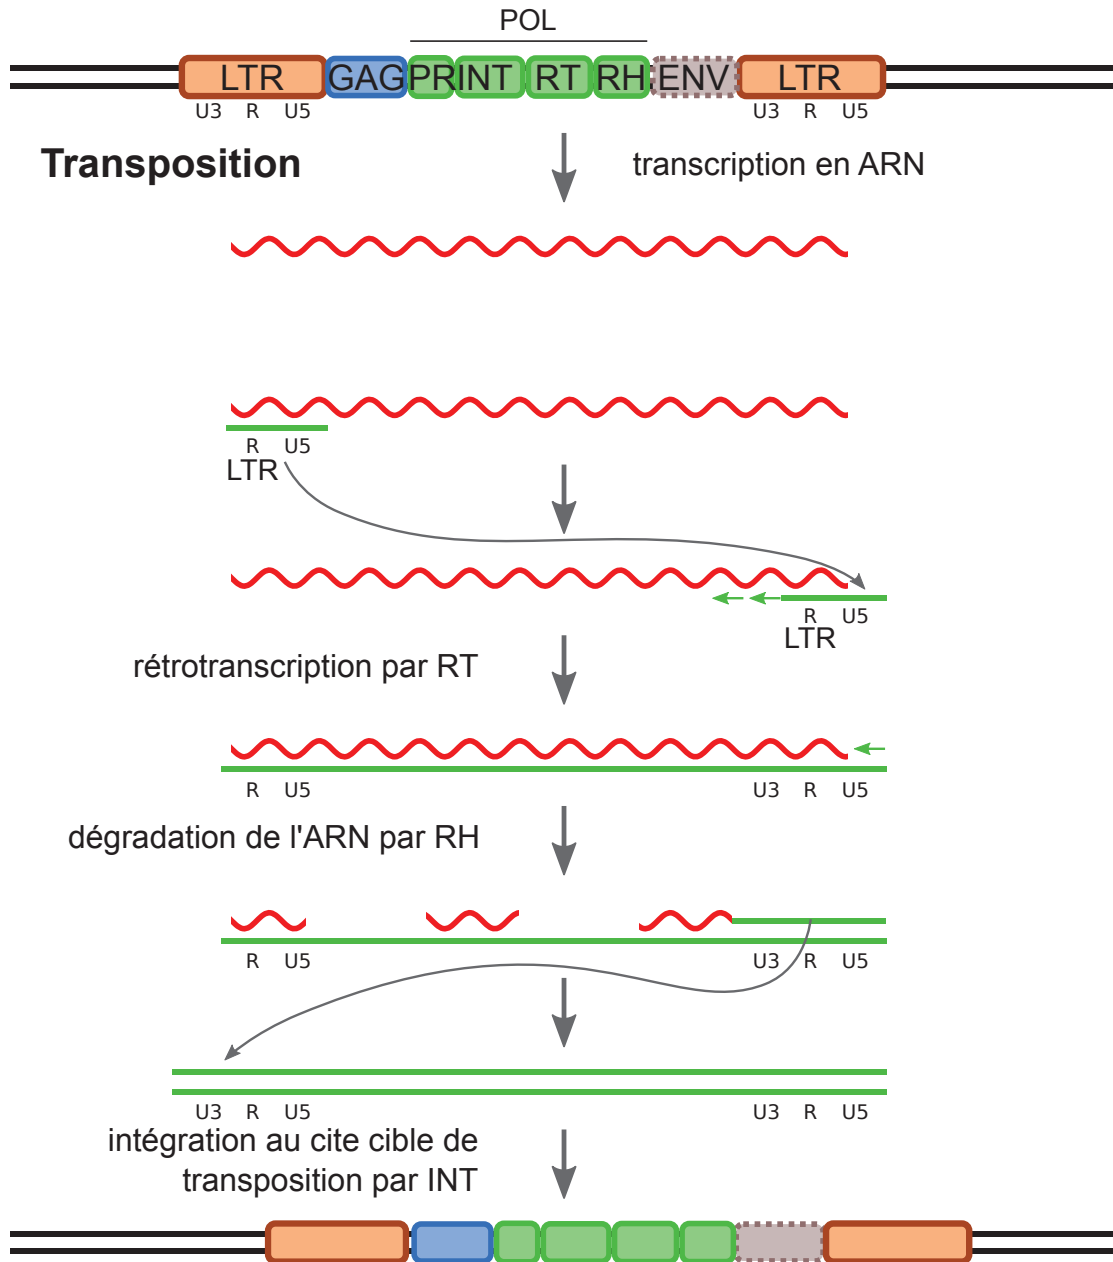 POL
LTR GAG PR INT RT RH ENV LTR
U3 R U5 U3 R U5
Transposition
transcription en ARN
R U5
LTR
R U5
LTR
rétrotranscription par RT
R U5 U3 R U5
dégradation de l'ARN par RH
R U5 U3 R U5
U3 R U5 U3 R U5
intégration au cite cible de
transposition par INT